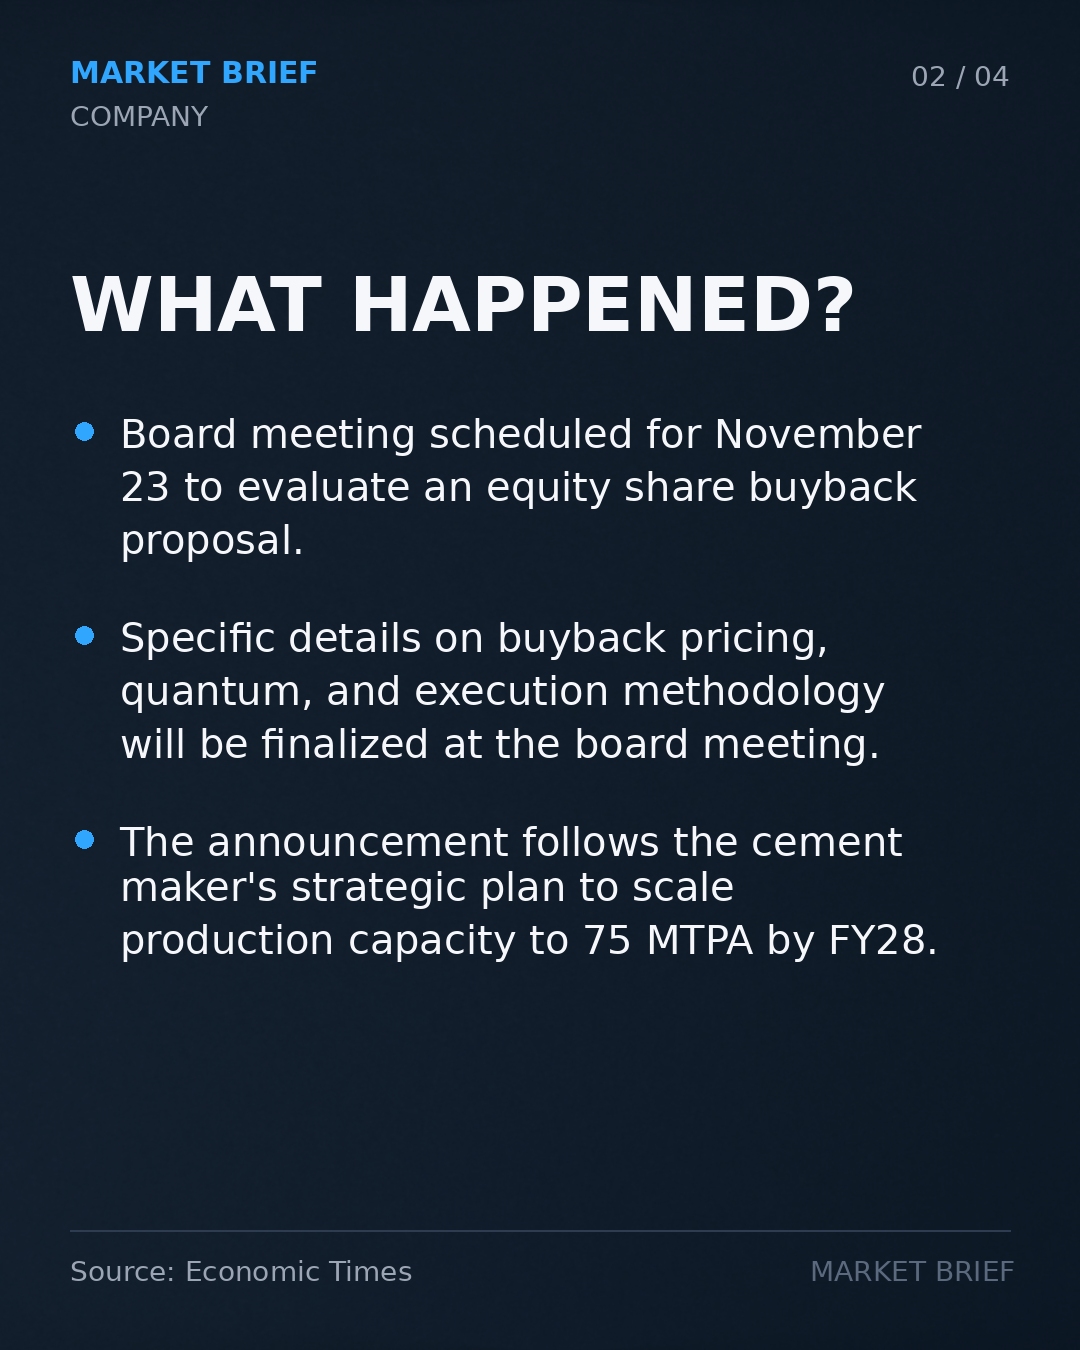 MARKET BRIEF
COMPANY
02 / 04
WHAT HAPPENED?
Board meeting scheduled for November
23 to evaluate an equity share buyback
proposal.
Specific details on buyback pricing,
quantum, and execution methodology
will be finalized at the board meeting.
The announcement follows the cement
maker's strategic plan to scale
production capacity to 75 MTPA by FY28.
Source: Economic Times
MARKET BRIEF